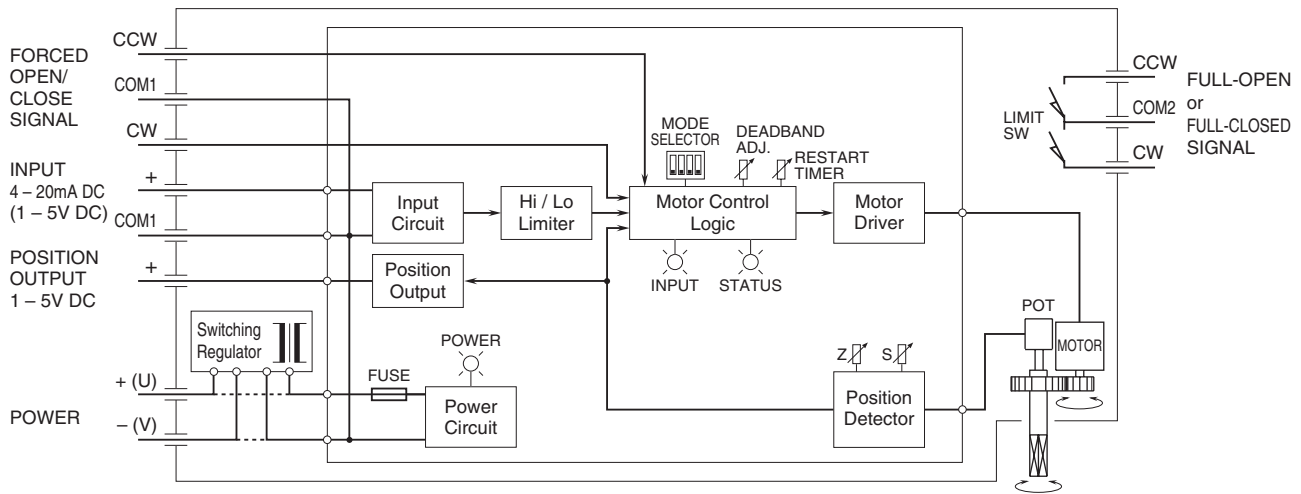 FORCED
OPEN/
CLOSE
SIGNAL
CCW
COM1
CW
INPUT
4 – 20mA DC
(1 – 5V DC)
+
COM1
POSITION
OUTPUT
1 – 5V DC
+
Switching
Regulator
+ (U)
POWER
– (V)
FUSE
POWER
Power
Circuit
Input
Circuit
Position
Output
Hi / Lo
Limiter
MODE
SELECTOR
DEADBAND
ADJ.
RESTART
TIMER
Motor Control
Logic
INPUT
STATUS
Motor
Driver
Z
S
Position
Detector
POT
MOTOR
LIMIT
SW
CCW
COM2
CW
FULL-OPEN
or
FULL-CLOSED
SIGNAL